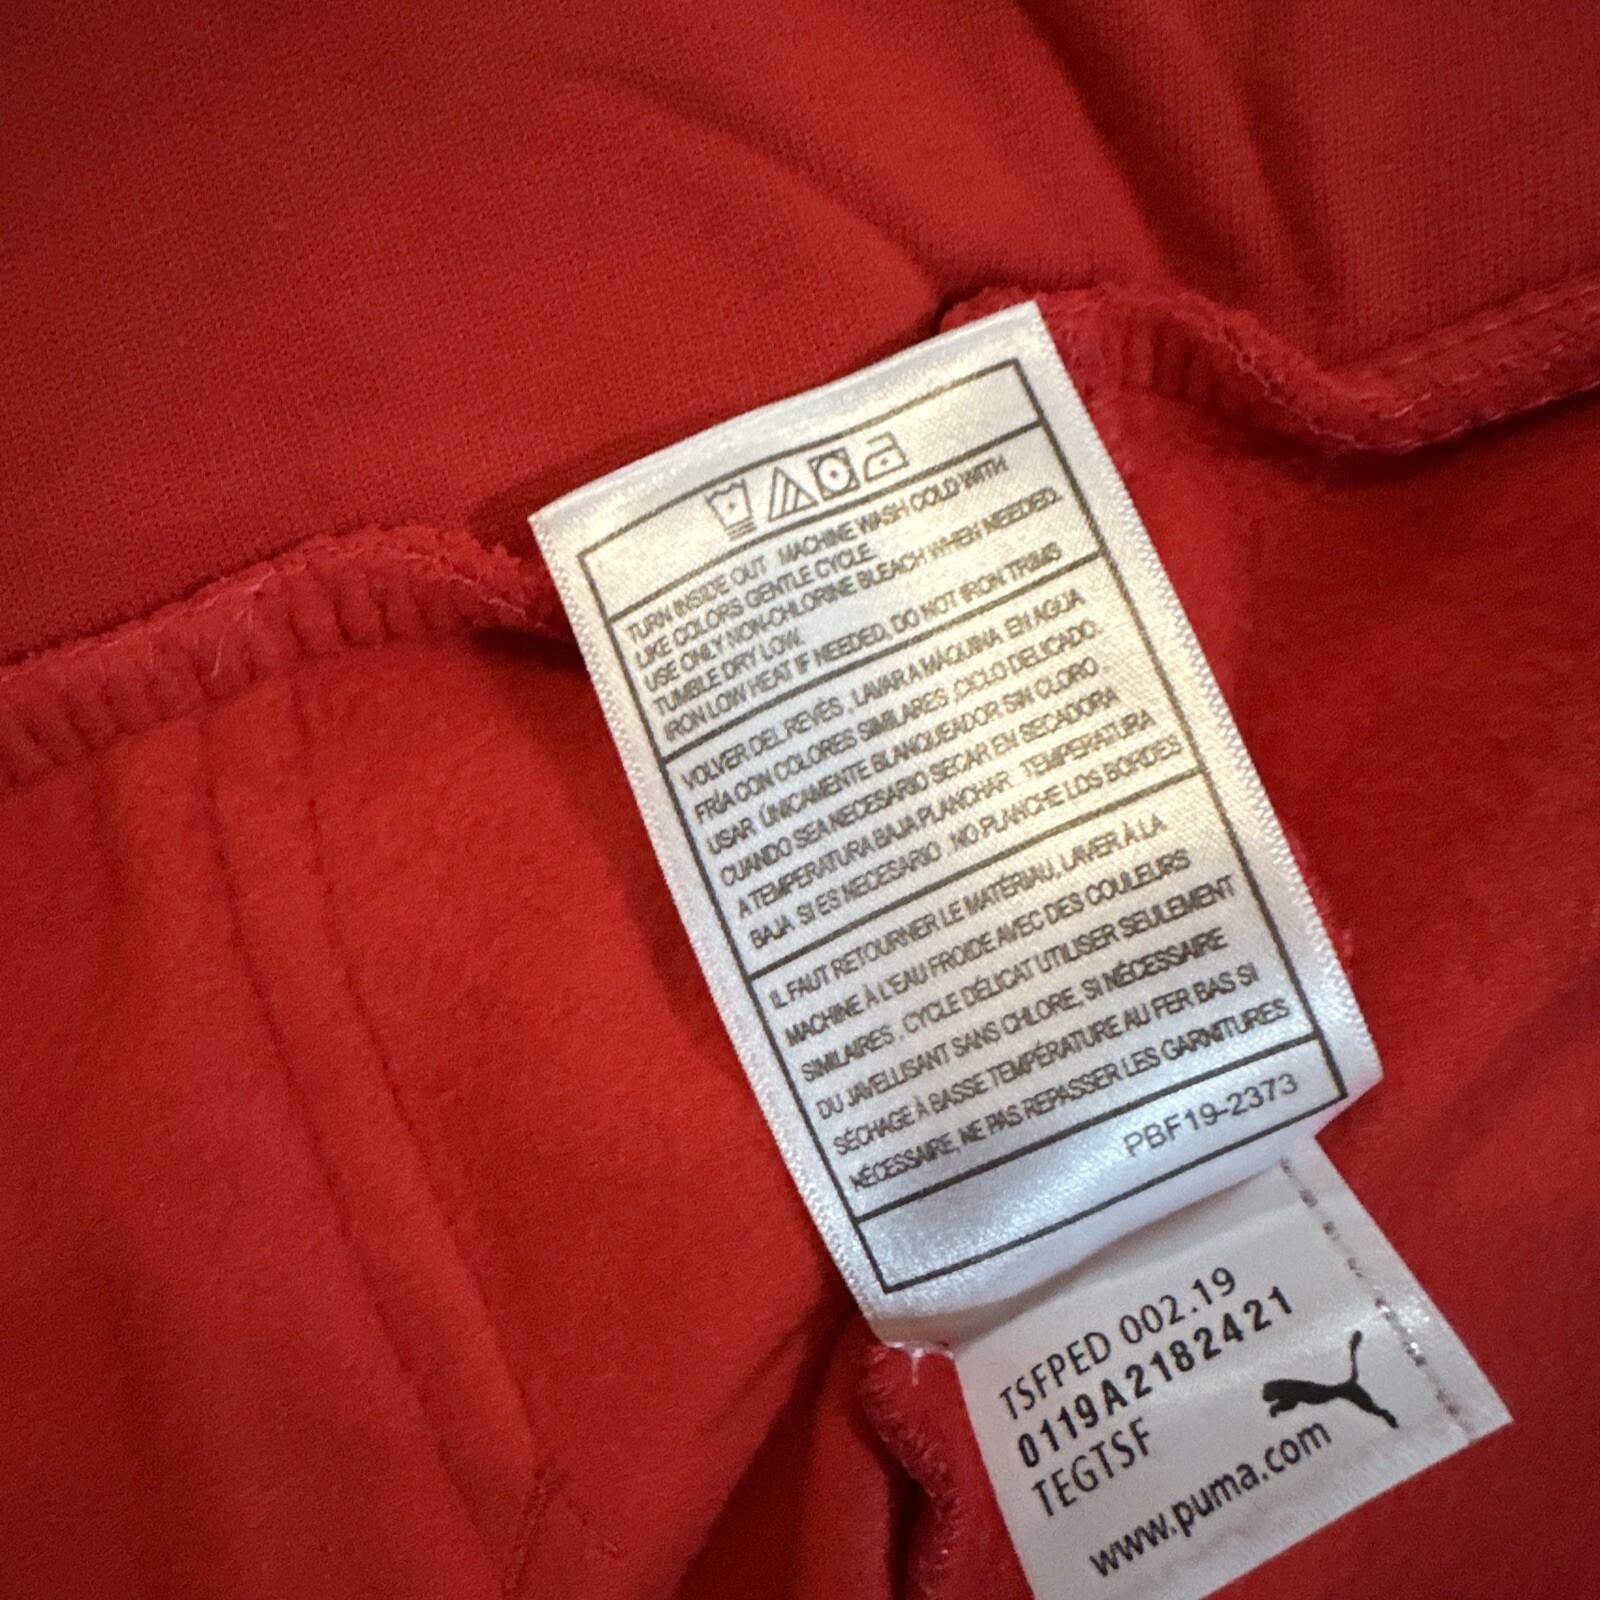 TURN INSIDE OUT MACHINE WASH COLD WITH
LIKE COLORS GENTLE CYCLE.
USE ONLY NON-CHLORINE BLEACH WHEN NEEDED.
TUMBLE DRY LOW.
IRON LOW HEAT IF NEEDED, DO NOT IRON TRIMS
VOLVER DEL REVÉS , LAVAR A MÁQUINA EN AGUA
FRÍA CON COLORES SIMILARES ,CICLO DELICADO.
USAR ÚNICAMENTE BLANQUEADOR SIN CLORO
CUANDO SEA NECESARIO SECAR EN SECADORA
A TEMPERATURA BAJA PLANCHAR TEMPERATURA
BAJA SI ES NECESARIO . NO PLANCHE LOS BORDES
IL FAUT RETOURNER LE MATÉRIAU, LAVER À LA
MACHINE À L'EAU FROIDE AVEC DES COULEURS
SIMILAIRES , CYCLE DÉLICAT UTILISER SEULEMENT
DU JAVELLISANT SANS CHLORE, SI NÉCESSAIRE
SÉCHAGE À BASSE TEMPÉRATURE AU FER BAS SI
NÉCESSAIRE, NE PAS REPASSER LES GARNITURES
PBF19-2373
TSFPED 002.19
0119A2182421
TEGTSF
www.puma.com